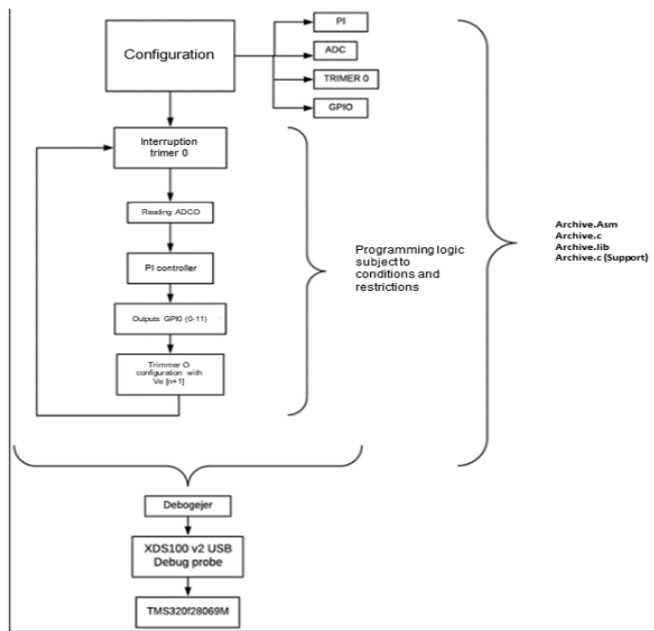 Configuration
PI
ADC
TRIMER 0
GPIO
Interruption
trimer 0
Reading ADCO
PI controller
Outputs GPI0 (0-11)
Trimmer O
configuration with
Ve [n+1]
Programming logic
subject to
conditions and
restrictions
Archive.Asm
Archive.c
Archive.lib
Archive.c (Support)
Debogejer
XDS100 v2 USB
Debug probe
TMS320f28069M